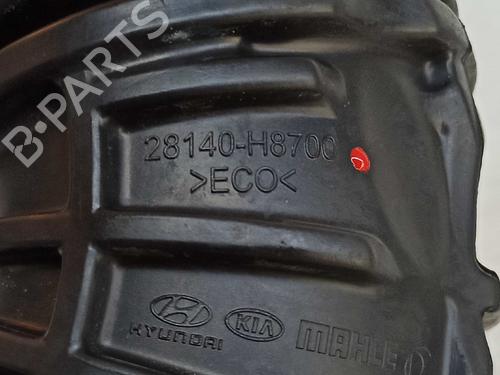 B-PARTS
28140-H8700
>ECO<
HYUNDAI
KIA
MAHLE